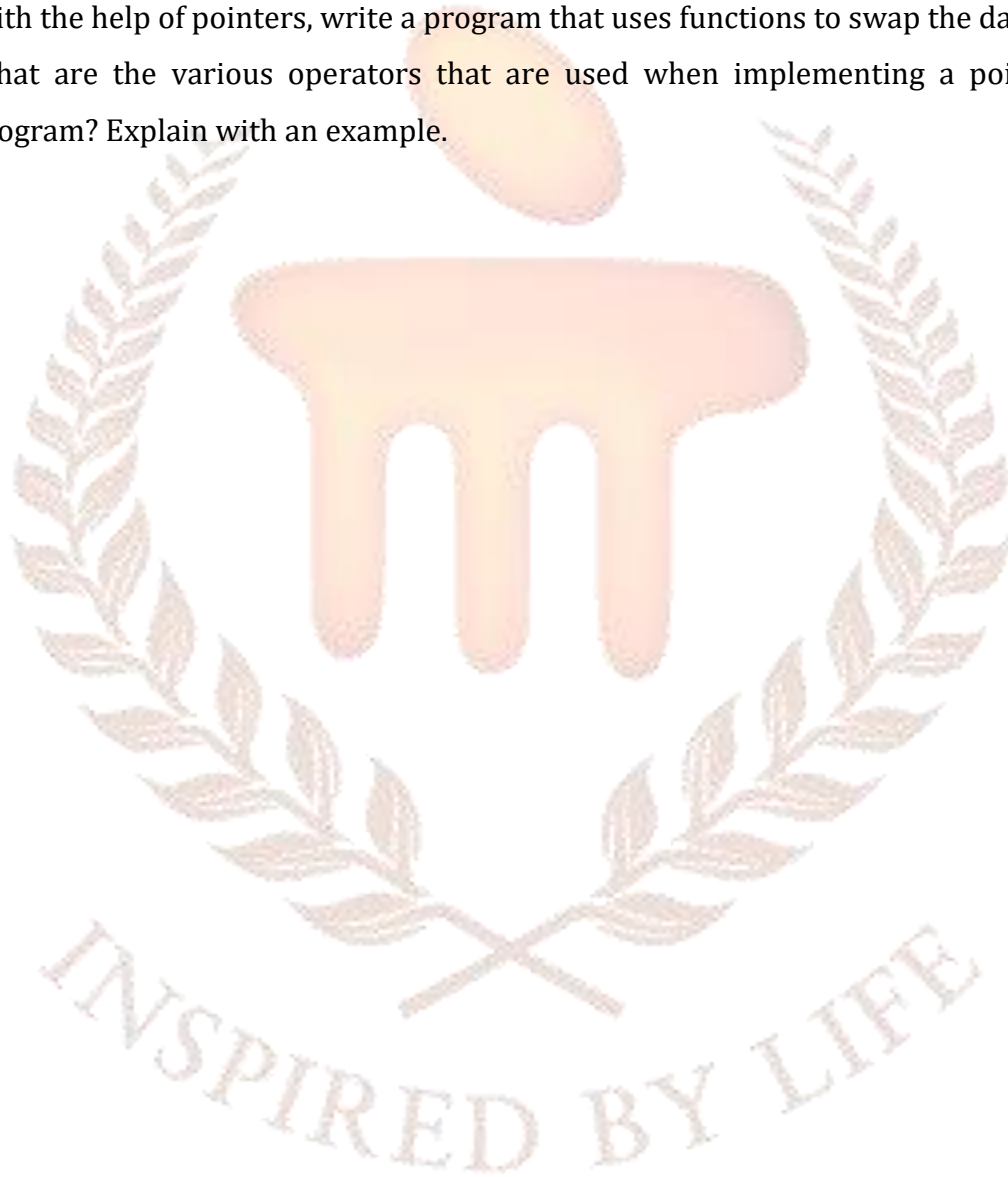 ith the help of pointers, write a program that uses functions to swap the da
hat are the various operators that are used when implementing a poi
ogram? Explain with an example.
INSPIRED BY LIFE